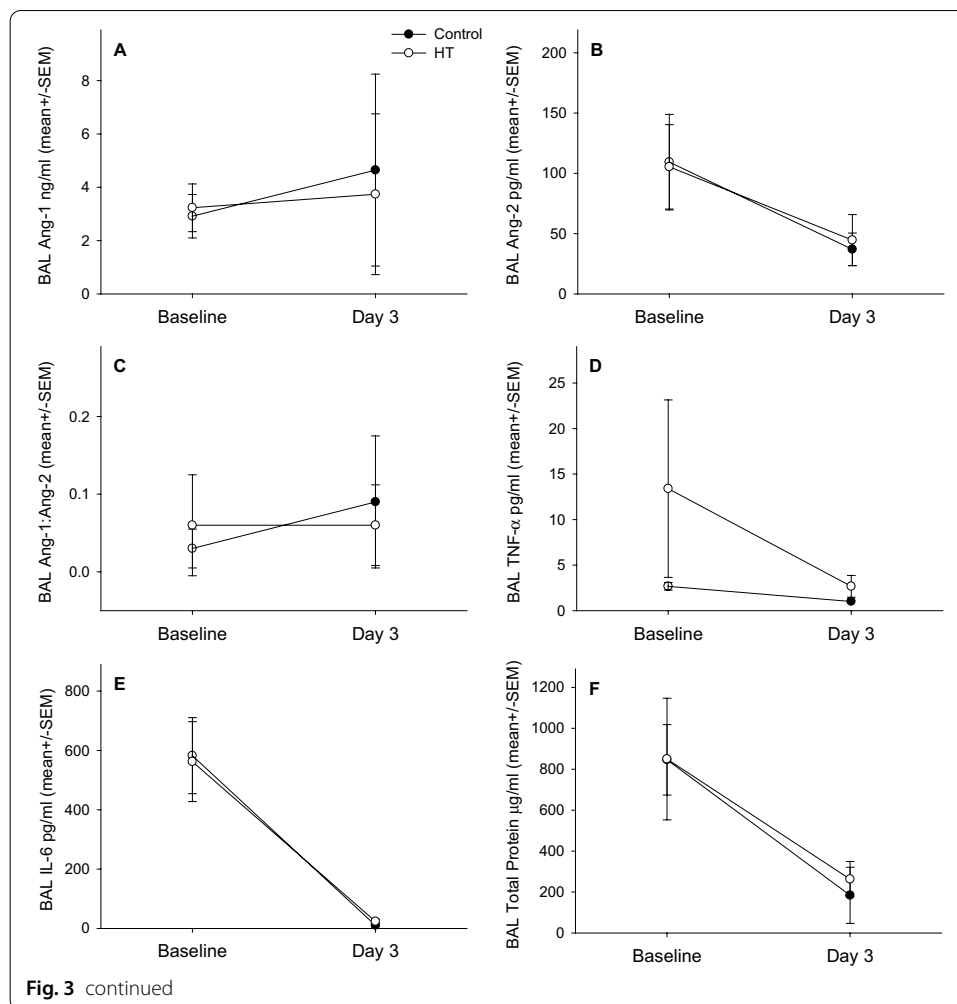 Control
HT
A
BAL Ang-1 ng/ml (mean+/-SEM)
8
6
4
2
0
Baseline
Day 3
B
BAL Ang-2 pg/ml (mean+/-SEM)
200
150
100
50
0
Baseline
Day 3
C
BAL Ang-1:Ang-2 (mean+/-SEM)
0.2
0.1
0.0
Baseline
Day 3
D
BAL TNF-α pg/ml (mean+/-SEM)
25
20
15
10
5
0
Baseline
Day 3
E
BAL IL-6 pg/ml (mean+/-SEM)
800
600
400
200
0
Baseline
Day 3
F
BAL Total Protein μg/ml (mean+/-SEM)
1200
1000
800
600
400
200
0
Baseline
Day 3
Fig. 3 continued